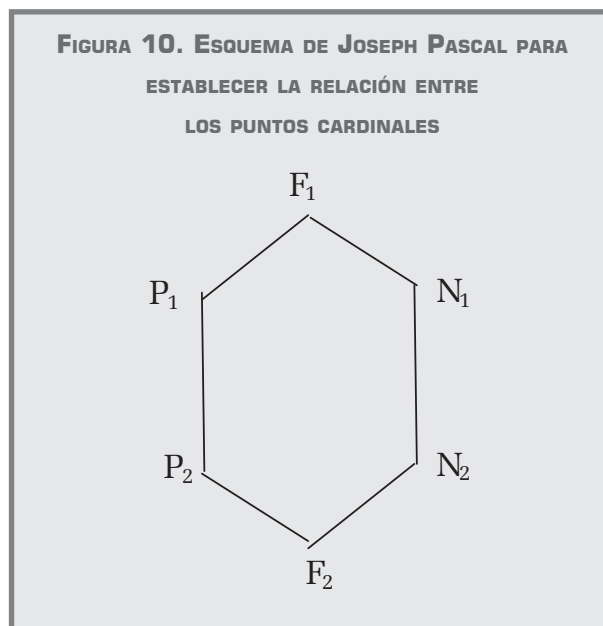 Figura 10. Esquema de Joseph Pascal para
establecer la relación entre
los puntos cardinales
F₁
P₁ N₁
P₂ N₂
F₂